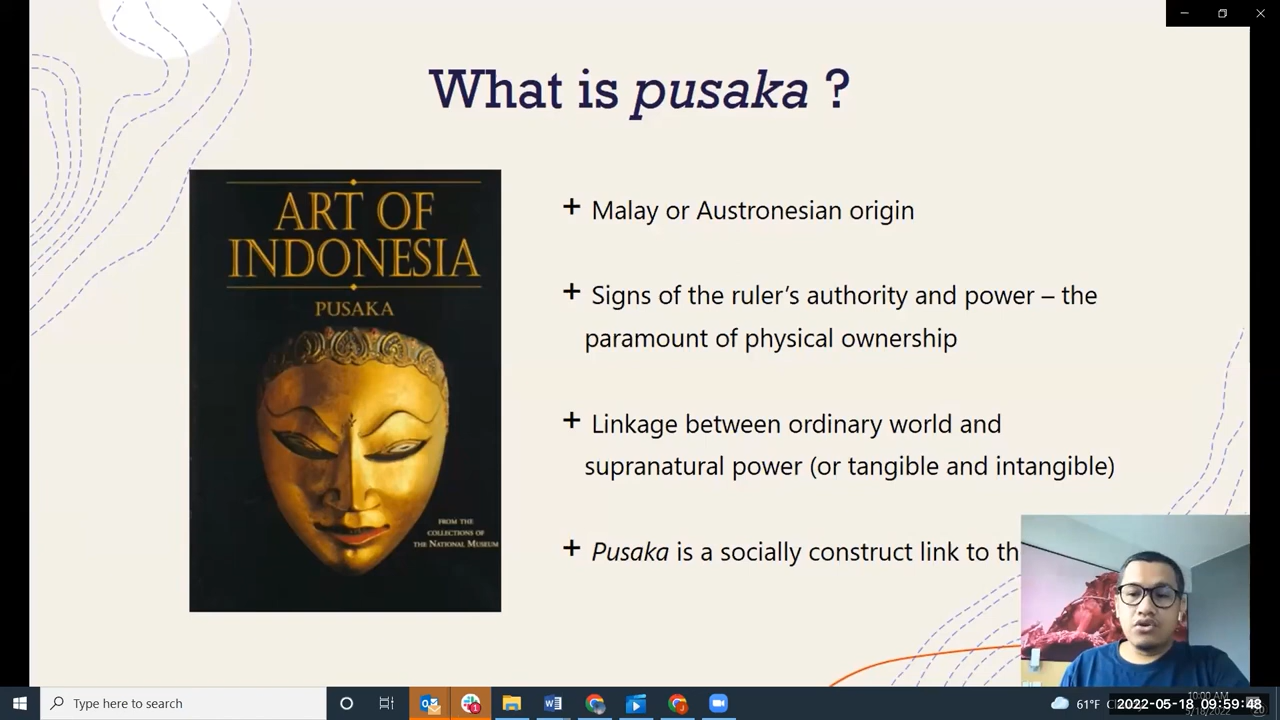 What is pusaka ?
ART OF
INDONESIA
PUSAKA
FROM THE
COLLECTIONS OF
THE NATIONAL MUSEUM
+ Malay or Austronesian origin
+ Signs of the ruler’s authority and power – the
paramount of physical ownership
+ Linkage between ordinary world and
supranatural power (or tangible and intangible)
+ Pusaka is a socially construct link to th
Type here to search
61°F
10:00 AM
2022-05-18 09:59:48